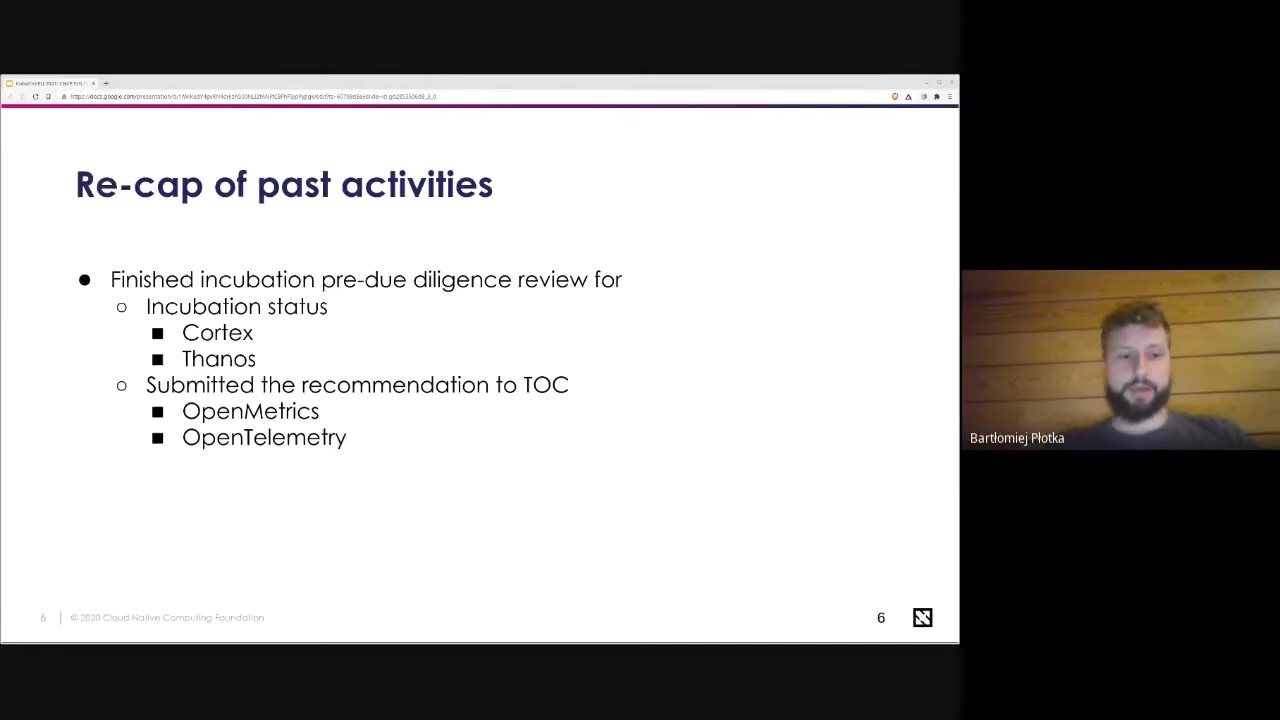 Re-cap of past activities
● Finished incubation pre-due diligence review for
○ Incubation status
■ Cortex
■ Thanos
○ Submitted the recommendation to TOC
■ OpenMetrics
■ OpenTelemetry
6 | © 2020 Cloud Native Computing Foundation
6
Bartłomiej Płotka